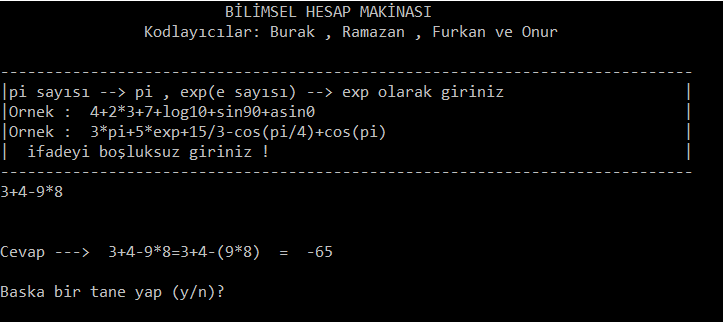 BİLİMSEL HESAP MAKİNASI
Kodlayıcılar: Burak , Ramazan , Furkan ve Onur
---------------------------------------------------------------------
|pi sayısı --> pi , exp(e sayısı) --> exp olarak giriniz |
|Ornek : 4+2*3+7+log10+sin90+asin0 |
|Ornek : 3*pi+5*exp+15/3-cos(pi/4)+cos(pi) |
| ifadeyi boşluksuz giriniz ! |
---------------------------------------------------------------------
3+4-9*8
Cevap ---> 3+4-9*8=3+4-(9*8) = -65
Baska bir tane yap (y/n)?